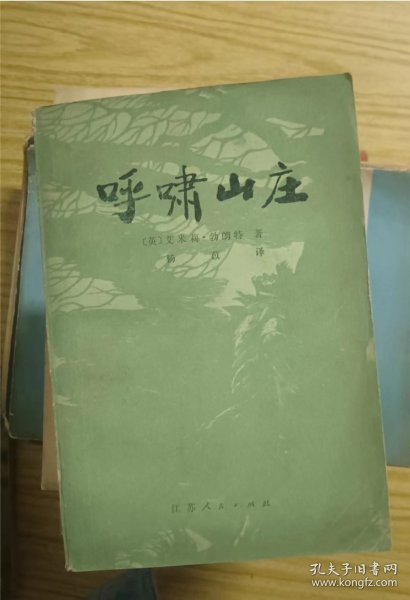 呼啸山庄
〔英〕艾米莉·勃朗特 著
杨苡 译
江苏人民出版社
孔夫子旧书网
www.kongfz.com